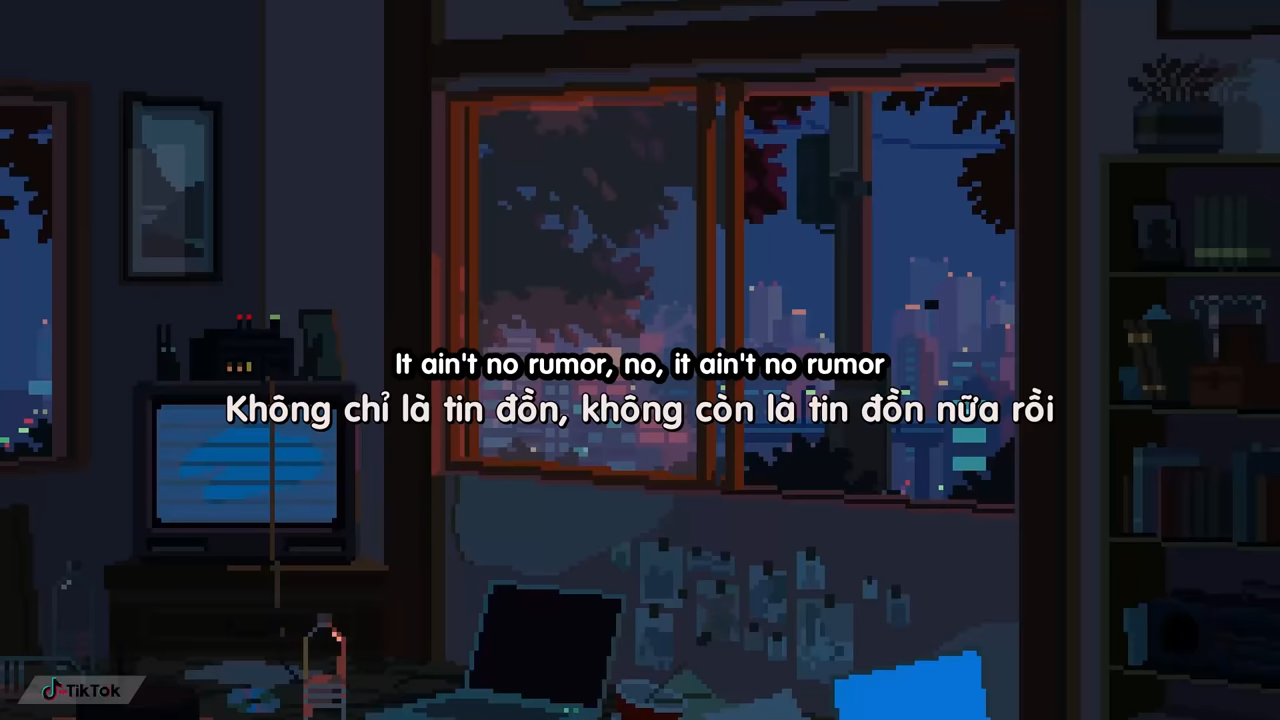 It ain't no rumor, no, it ain't no rumor
Không chỉ là tin đồn, không còn là tin đồn nữa rồi
TikTok